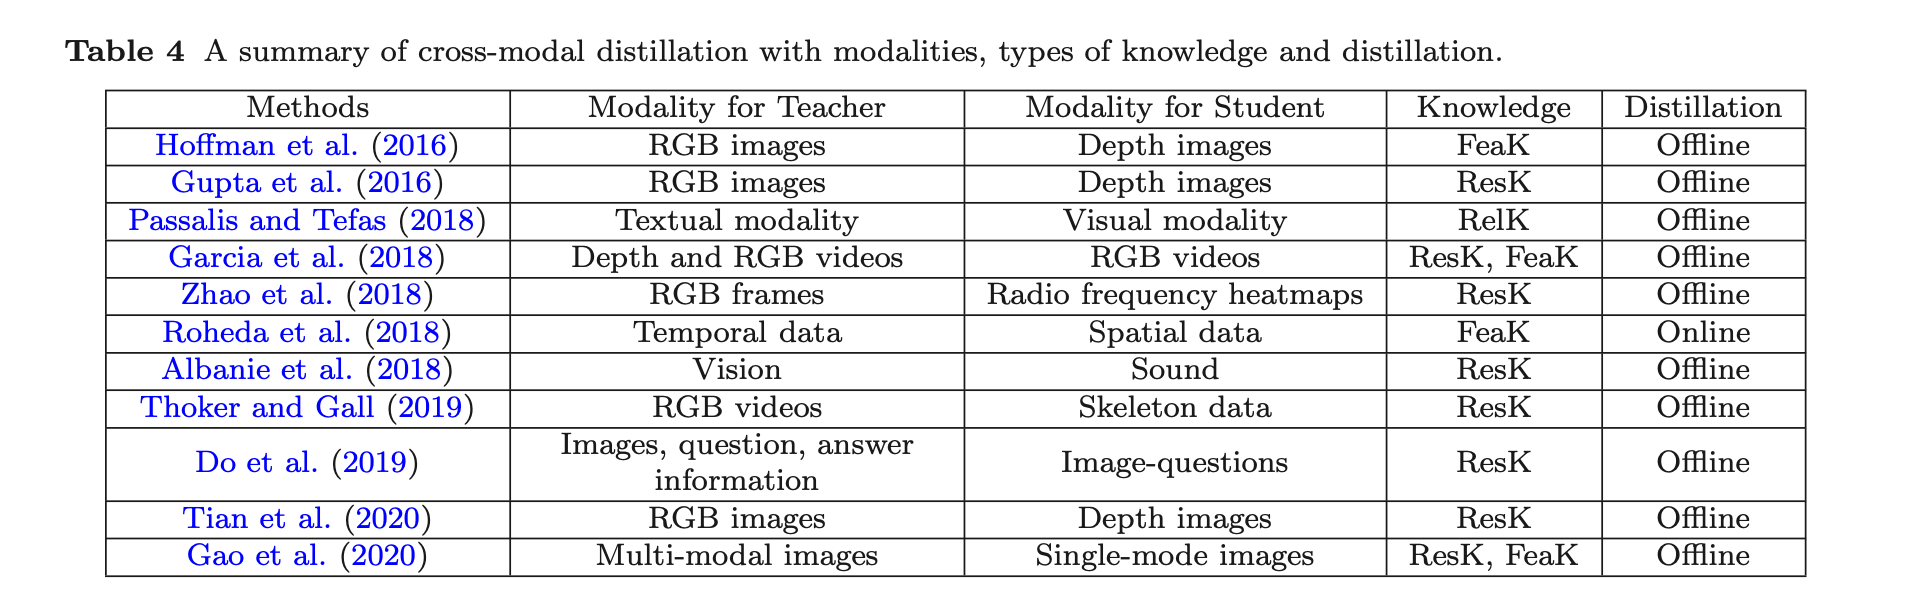 Table 4 A summary of cross-modal distillation with modalities, types of knowledge and distillation.
Methods Modality for Teacher Modality for Student Knowledge Distillation
Hoffman et al. (2016) RGB images Depth images FeaK Offline
Gupta et al. (2016) RGB images Depth images ResK Offline
Passalis and Tefas (2018) Textual modality Visual modality RelK Offline
Garcia et al. (2018) Depth and RGB videos RGB videos ResK, FeaK Offline
Zhao et al. (2018) RGB frames Radio frequency heatmaps ResK Offline
Roheda et al. (2018) Temporal data Spatial data FeaK Online
Albanie et al. (2018) Vision Sound ResK Offline
Thoker and Gall (2019) RGB videos Skeleton data ResK Offline
Do et al. (2019) Images, question, answer
information Image-questions ResK Offline
Tian et al. (2020) RGB images Depth images ResK Offline
Gao et al. (2020) Multi-modal images Single-mode images ResK, FeaK Offline